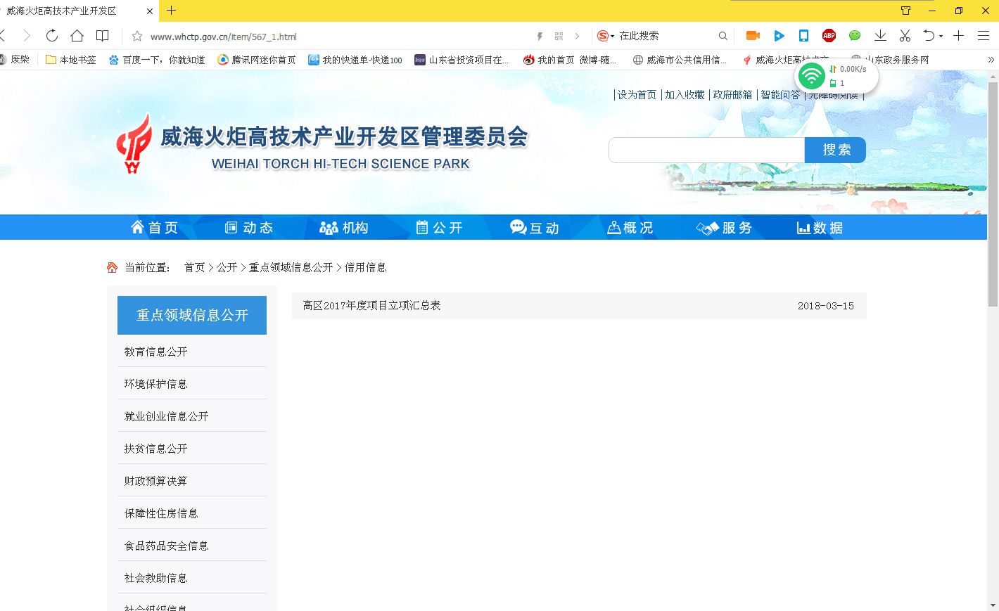 威海火炬高技术产业开发区
www.whctp.gov.cn/item/567_1.html
在此搜索
ABP
废柴
本地书签
百度一下，你就知道
腾讯网迷你首页
我的快递单-快递100
山东省投资项目在...
我的首页 微博-随...
威海市公共信用信...
威海火炬高技术产...
山东政务服务网
0.00K/s
1
|设为首页 |加入收藏 |政府邮箱 |智能问答 |无障碍阅读 |
威海火炬高技术产业开发区管理委员会
WEIHAI TORCH HI-TECH SCIENCE PARK
搜索
首页
动态
机构
公开
互动
概况
服务
数据
当前位置： 首页 > 公开 > 重点领域信息公开 > 信用信息
重点领域信息公开
高区2017年度项目立项汇总表 2018-03-15
教育信息公开
环境保护信息
就业创业信息公开
扶贫信息公开
财政预算决算
保障性住房信息
食品药品安全信息
社会救助信息
社会组织信息